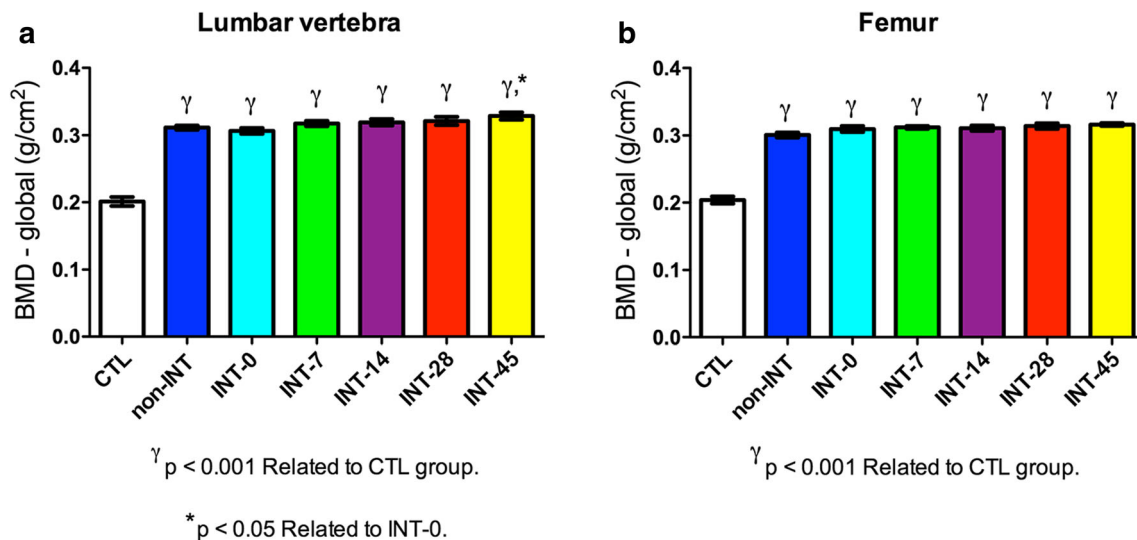 a
Lumbar vertebra
BMD - global (g/cm²)
0.4
0.3
0.2
0.1
0.0
γ
γ
γ
γ
γ
γ,*
CTL
non-INT
INT-0
INT-7
INT-14
INT-28
INT-45
γ p < 0.001 Related to CTL group.
*p < 0.05 Related to INT-0.
b
Femur
BMD - global (g/cm²)
0.4
0.3
0.2
0.1
0.0
γ
γ
γ
γ
γ
γ
CTL
non-INT
INT-0
INT-7
INT-14
INT-28
INT-45
γ p < 0.001 Related to CTL group.